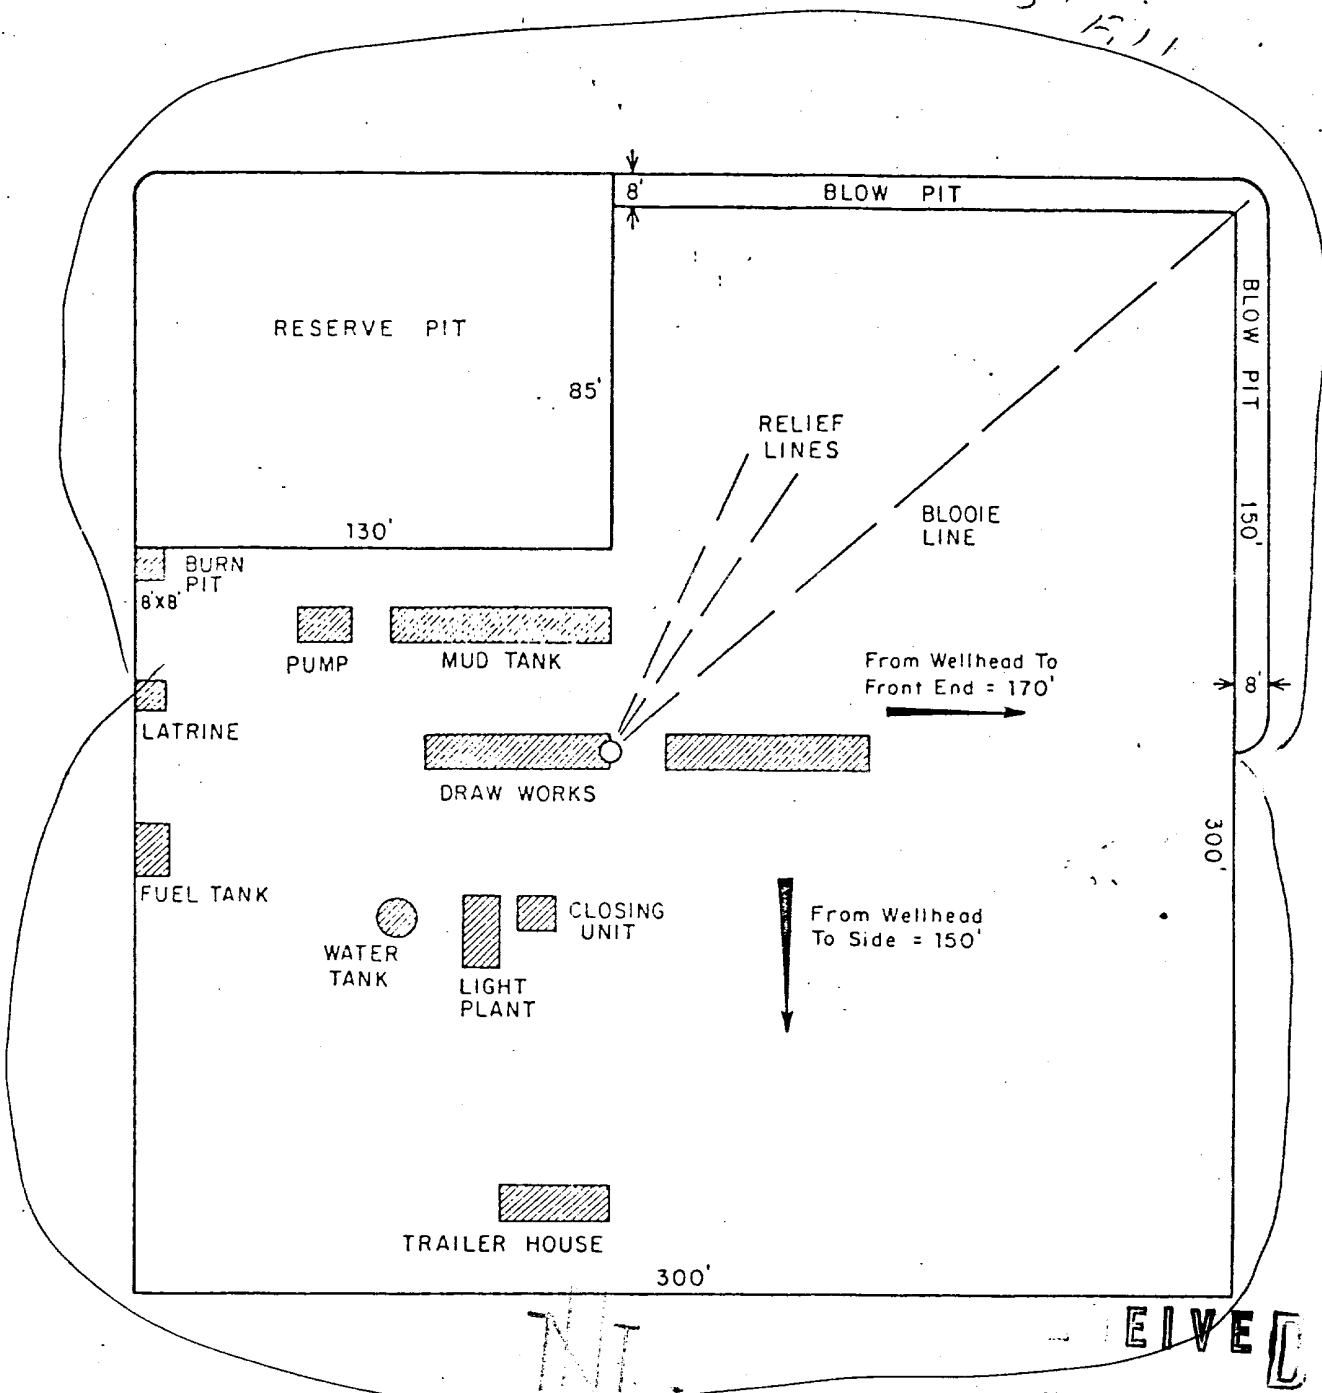 8'
BLOW PIT
BLOW PIT
RESERVE PIT
85'
RELIEF
LINES
130'
BLOOIE
LINE
150'
BURN
PIT
8'X8'
PUMP
MUD TANK
From Wellhead To
Front End = 170'
8'
LATRINE
DRAW WORKS
300'
FUEL TANK
CLOSING
UNIT
From Wellhead
To Side = 150'
WATER
TANK
LIGHT
PLANT
TRAILER HOUSE
300'
EIVED